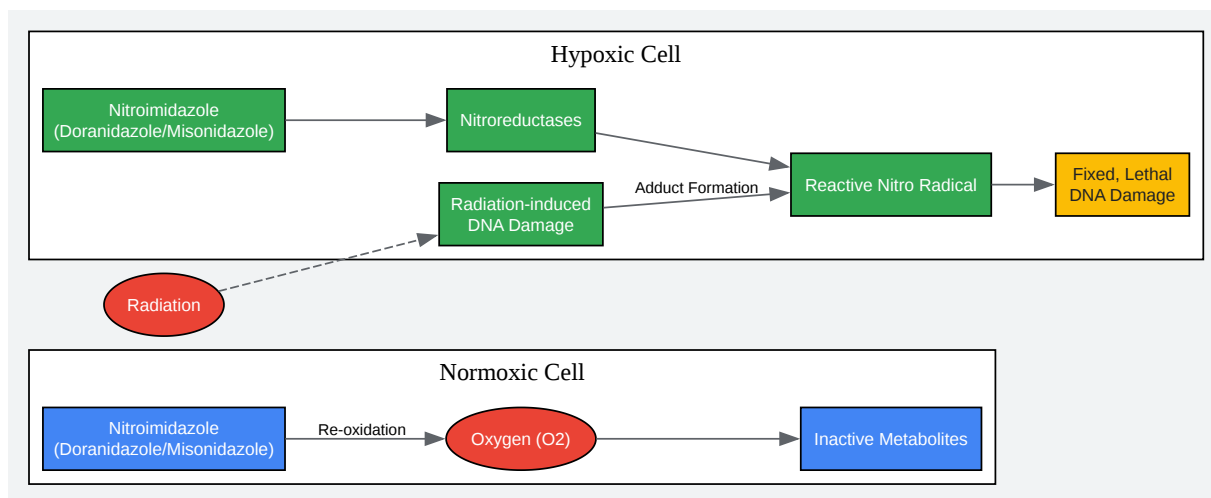 Hypoxic Cell
Nitroimidazole
(Doranidazole/Misonidazole)
Nitroreductases
Radiation-induced
DNA Damage
Adduct Formation
Reactive Nitro Radical
Fixed, Lethal
DNA Damage
Radiation
Normoxic Cell
Nitroimidazole
(Doranidazole/Misonidazole)
Re-oxidation
Oxygen (O2)
Inactive Metabolites